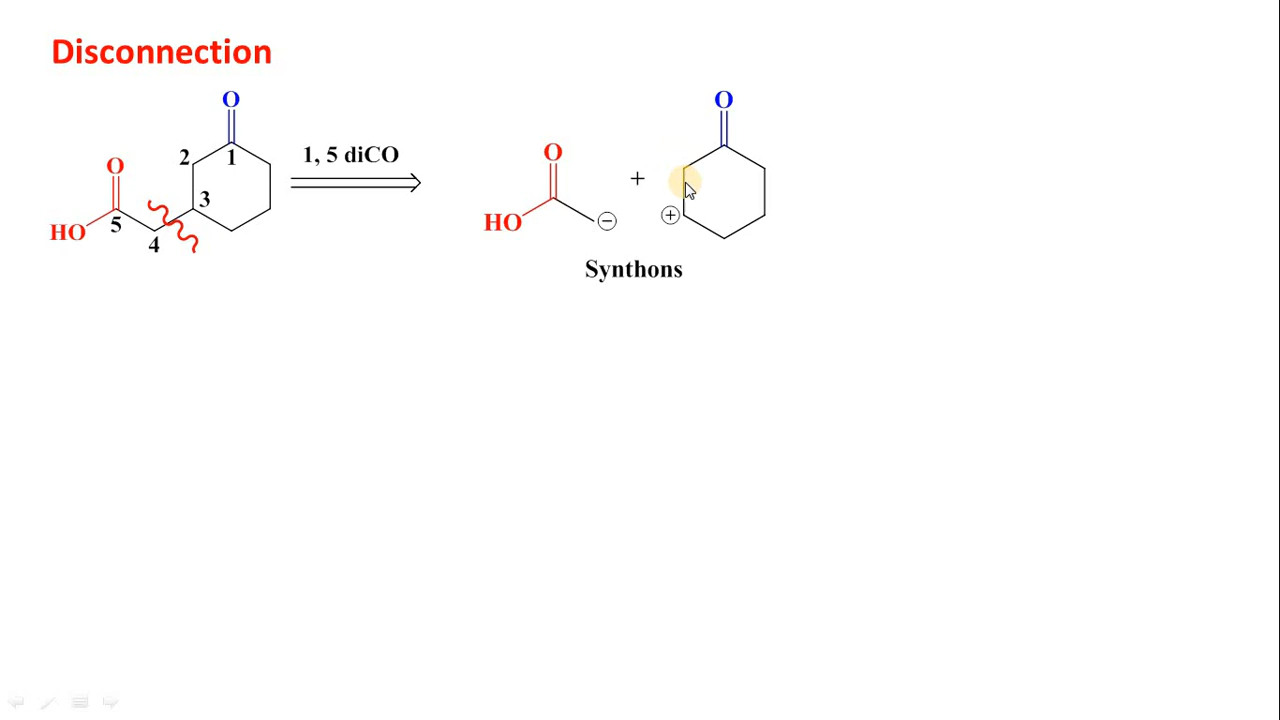 Disconnection
O
2
1
3
O
HO
5
4
1, 5 diCO
O
HO
−
+
O
+
Synthons